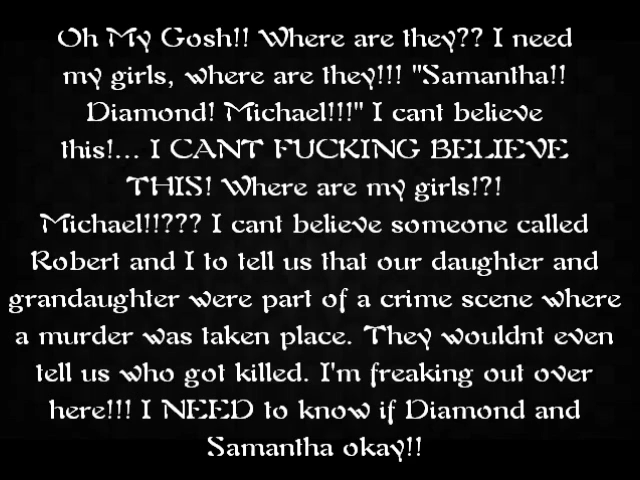 Oh My Gosh!! Where are they?? I need
my girls, where are they!!! "Samantha!!
Diamond! Michael!!!" I cant believe
this!... I CANT FUCKING BELIEVE
THIS! Where are my girls!?!
Michael!!??? I cant believe someone called
Robert and I to tell us that our daughter and
grandaughter were part of a crime scene where
a murder was taken place. They wouldnt even
tell us who got killed. I'm freaking out over
here!!! I NEED to know if Diamond and
Samantha okay!!